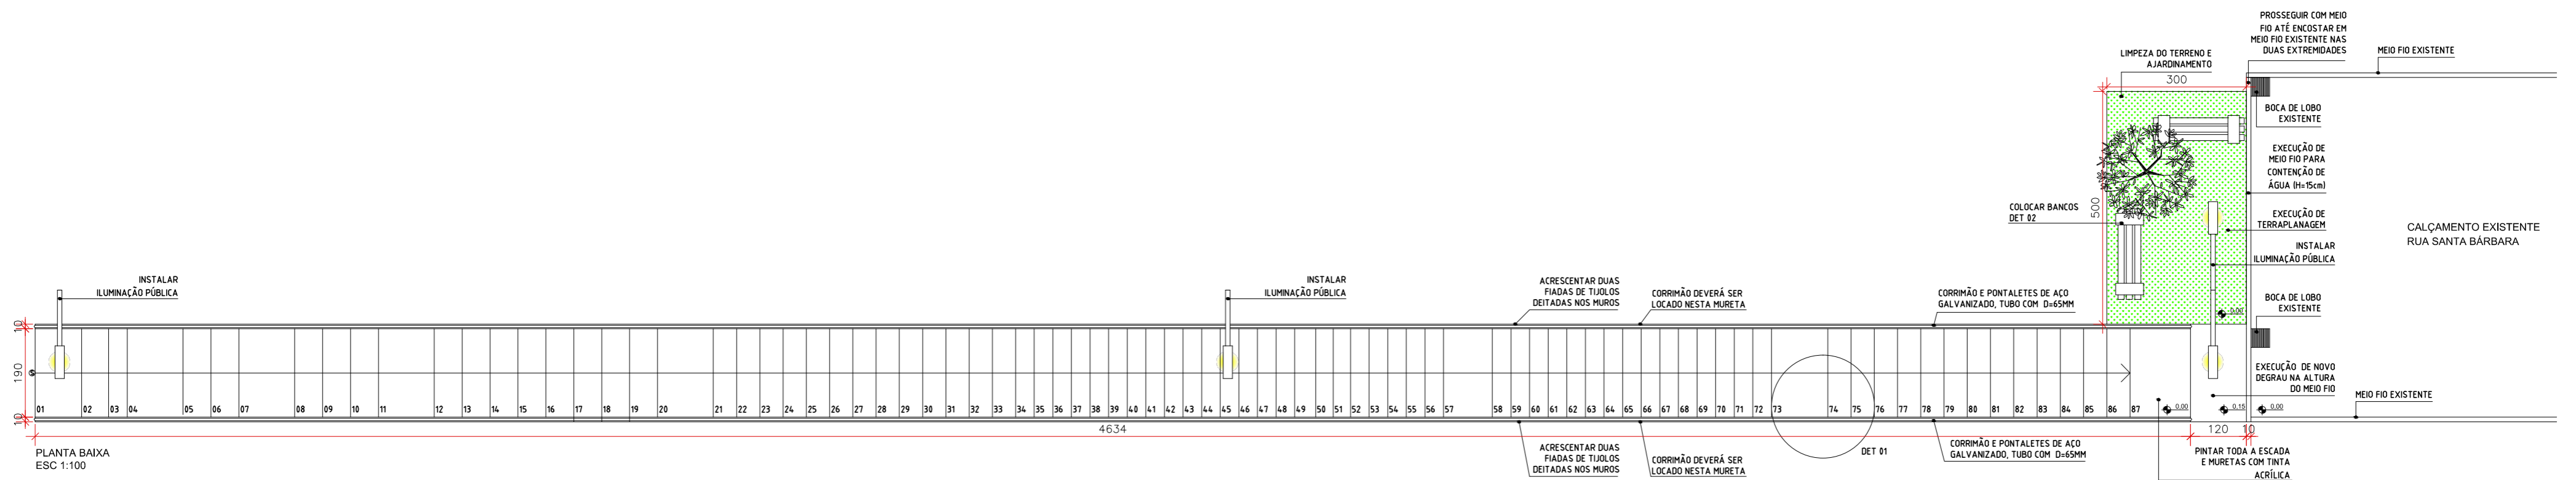 PROSSEGUIR COM MEIO
FIO ATÉ ENCOSTAR EM
MEIO FIO EXISTENTE NAS
DUAS EXTREMIDADES
MEIO FIO EXISTENTE
LIMPEZA DO TERRENO E
AJARDINAMENTO
300
BOCA DE LOBO
EXISTENTE
EXECUÇÃO DE
MEIO FIO PARA
CONTENÇÃO DE
ÁGUA (H=15cm)
500
COLOCAR BANCOS
DET 02
EXECUÇÃO DE
TERRAPLANAGEM
CALÇAMENTO EXISTENTE
RUA SANTA BÁRBARA
INSTALAR
ILUMINAÇÃO PÚBLICA
INSTALAR
ILUMINAÇÃO PÚBLICA
INSTALAR
ILUMINAÇÃO PÚBLICA
ACRESCENTAR DUAS
FIADAS DE TIJOLOS
DEITADAS NOS MUROS
CORRIMÃO DEVERÁ SER
LOCADO NESTA MURETA
CORRIMÃO E PONTALETES DE AÇO
GALVANIZADO, TUBO COM D=65MM
BOCA DE LOBO
EXISTENTE
0,00
10
190
10
EXECUÇÃO DE NOVO
DEGRAU NA ALTURA
DO MEIO FIO
MEIO FIO EXISTENTE
01 02 03 04 05 06 07 08 09 10 11 12 13 14 15 16 17 18 19 20 21 22 23 24 25 26 27 28 29 30 31 32 33 34 35 36 37 38 39 40 41 42 43 44 45 46 47 48 49 50 51 52 53 54 55 56 57 58 59 60 61 62 63 64 65 66 67 68 69 70 71 72 73 74 75 76 77 78 79 80 81 82 83 84 85 86 87 0,00 0,15 0,00
4634
120 10
PLANTA BAIXA
ESC 1:100
ACRESCENTAR DUAS
FIADAS DE TIJOLOS
DEITADAS NOS MUROS
CORRIMÃO DEVERÁ SER
LOCADO NESTA MURETA
DET 01
CORRIMÃO E PONTALETES DE AÇO
GALVANIZADO, TUBO COM D=65MM
PINTAR TODA A ESCADA
E MURETAS COM TINTA
ACRÍLICA